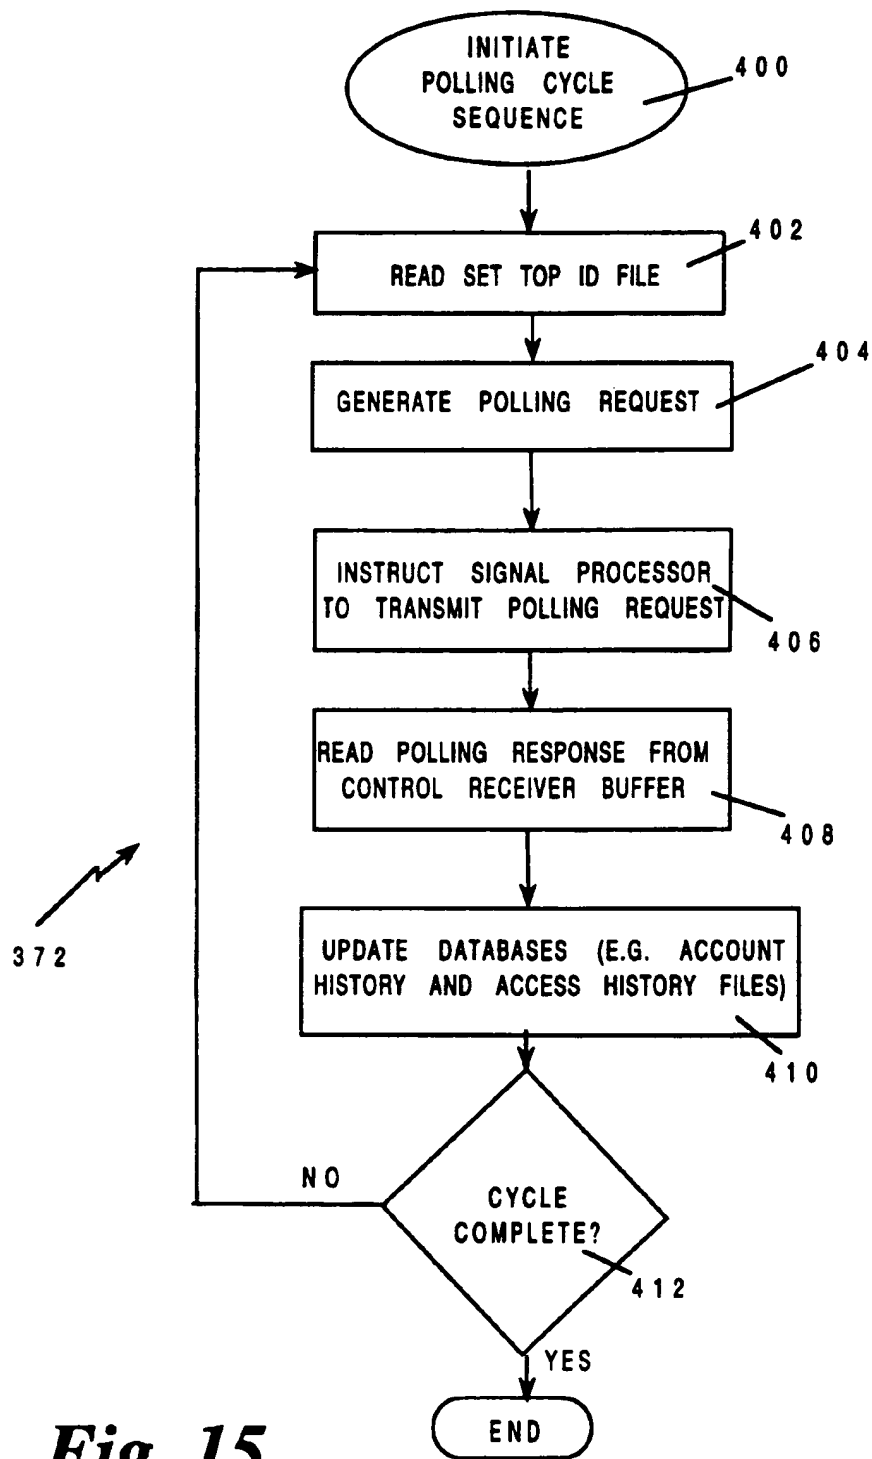 INITIATE
POLLING CYCLE
SEQUENCE
400
402
READ SET TOP ID FILE
404
GENERATE POLLING REQUEST
INSTRUCT SIGNAL PROCESSOR
TO TRANSMIT POLLING REQUEST
406
READ POLLING RESPONSE FROM
CONTROL RECEIVER BUFFER
408
372
UPDATE DATABASES (E.G. ACCOUNT
HISTORY AND ACCESS HISTORY FILES)
410
NO
CYCLE
COMPLETE?
412
YES
END
Fig. 15